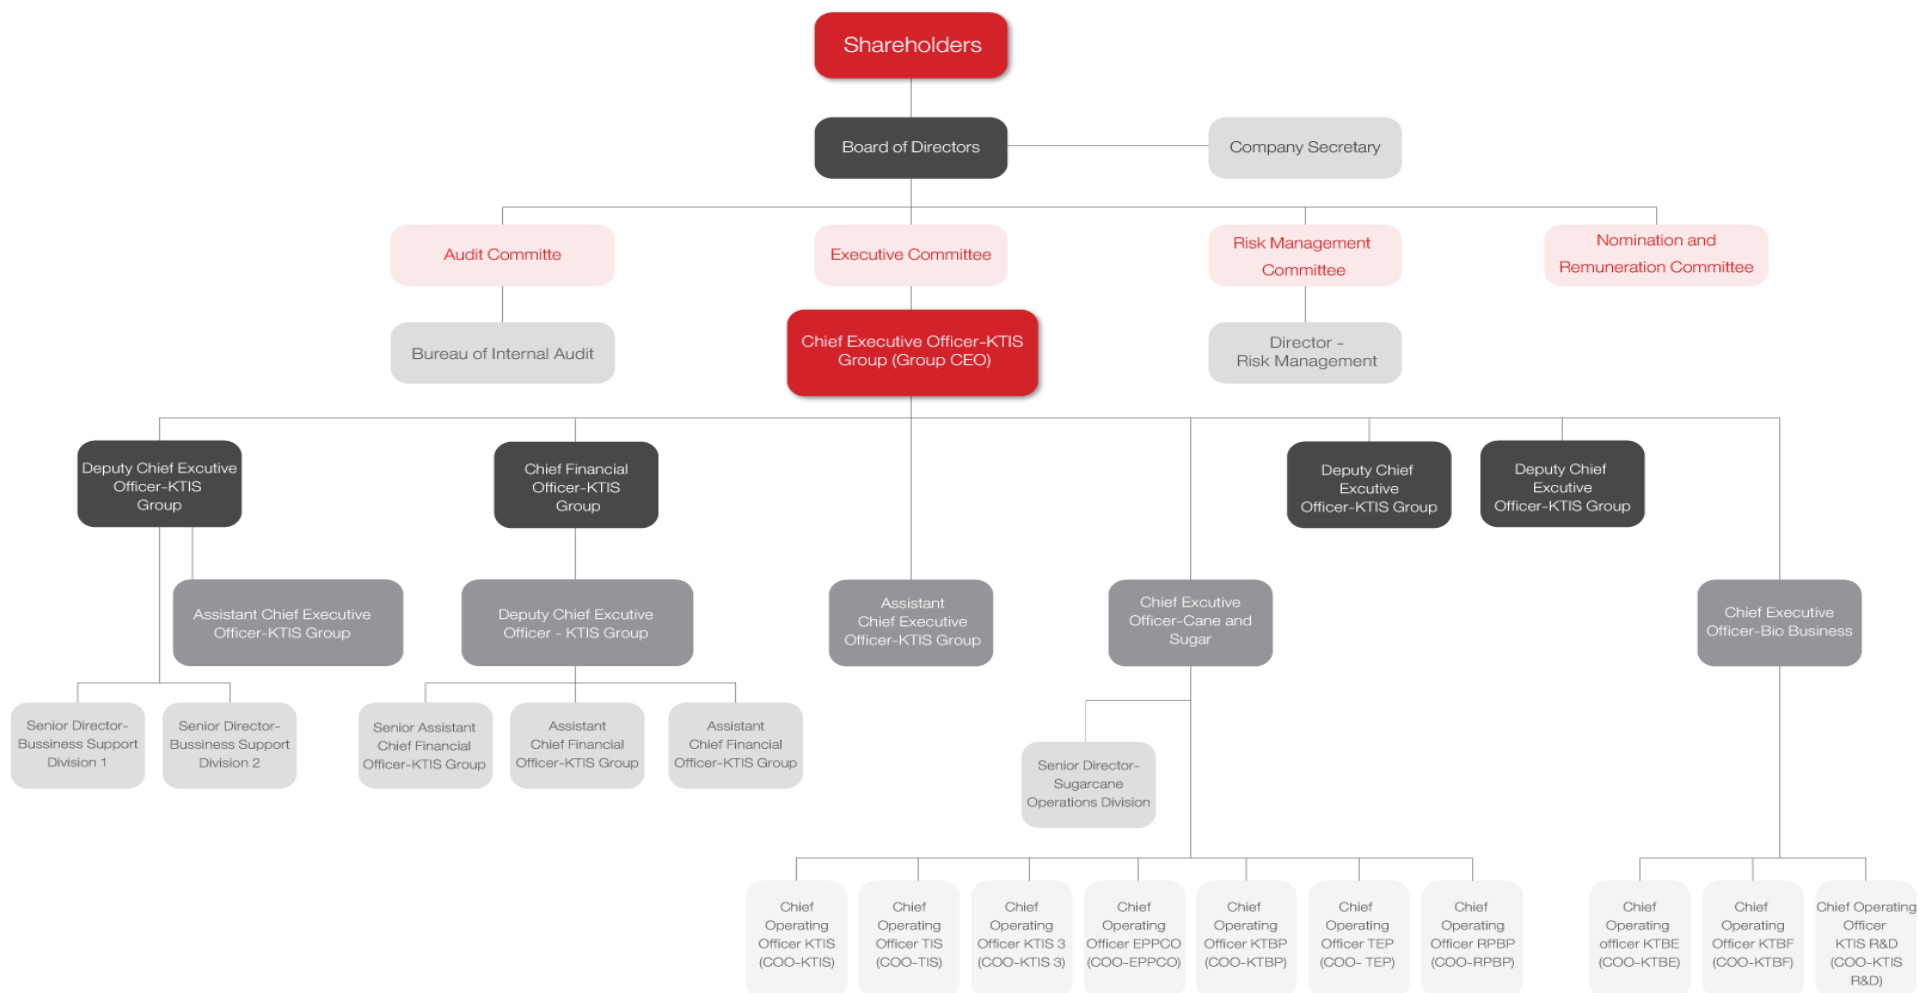 Shareholders
Board of Directors
Company Secretary
Audit Committe
Executive Committee
Risk Management
Committee
Nomination and
Remuneration Committee
Bureau of Internal Audit
Chief Executive Officer-KTIS
Group (Group CEO)
Director -
Risk Management
Deputy Chief Excutive
Officer-KTIS
Group
Chief Financial
Officer-KTIS
Group
Deputy Chief
Excutive
Officer-KTIS Group
Deputy Chief
Excutive
Officer-KTIS Group
Assistant Chief Executive
Officer-KTIS Group
Deputy Chief Executive
Officer - KTIS Group
Assistant
Chief Executive
Officer-KTIS Group
Chief Excutive
Officer-Cane and
Sugar
Chief Executive
Officer-Bio Business
Senior Director-
Bussiness Support
Division 1
Senior Director-
Bussiness Support
Division 2
Senior Assistant
Chief Financial
Officer-KTIS Group
Assistant
Chief Financial
Officer-KTIS Group
Assistant
Chief Financial
Officer-KTIS Group
Senior Director-
Sugarcane
Operations Division
Chief
Operating
Officer KTIS
(COO-KTIS)
Chief
Operating
Officer TIS
(COO-TIS)
Chief
Operating
Officer KTIS 3
(COO-KTIS 3)
Chief
Operating
Officer EPPCO
(COO-EPPCO)
Chief
Operating
Officer KTBP
(COO-KTBP)
Chief
Operating
Officer TEP
(COO- TEP)
Chief
Operating
Officer RPBP
(COO-RPBP)
Chief
Operating
officer KTBE
(COO-KTBE)
Chief
Operating
Officer KTBF
(COO-KTBF)
Chief Operating
Officer
KTIS R&D
(COO-KTIS
R&D)